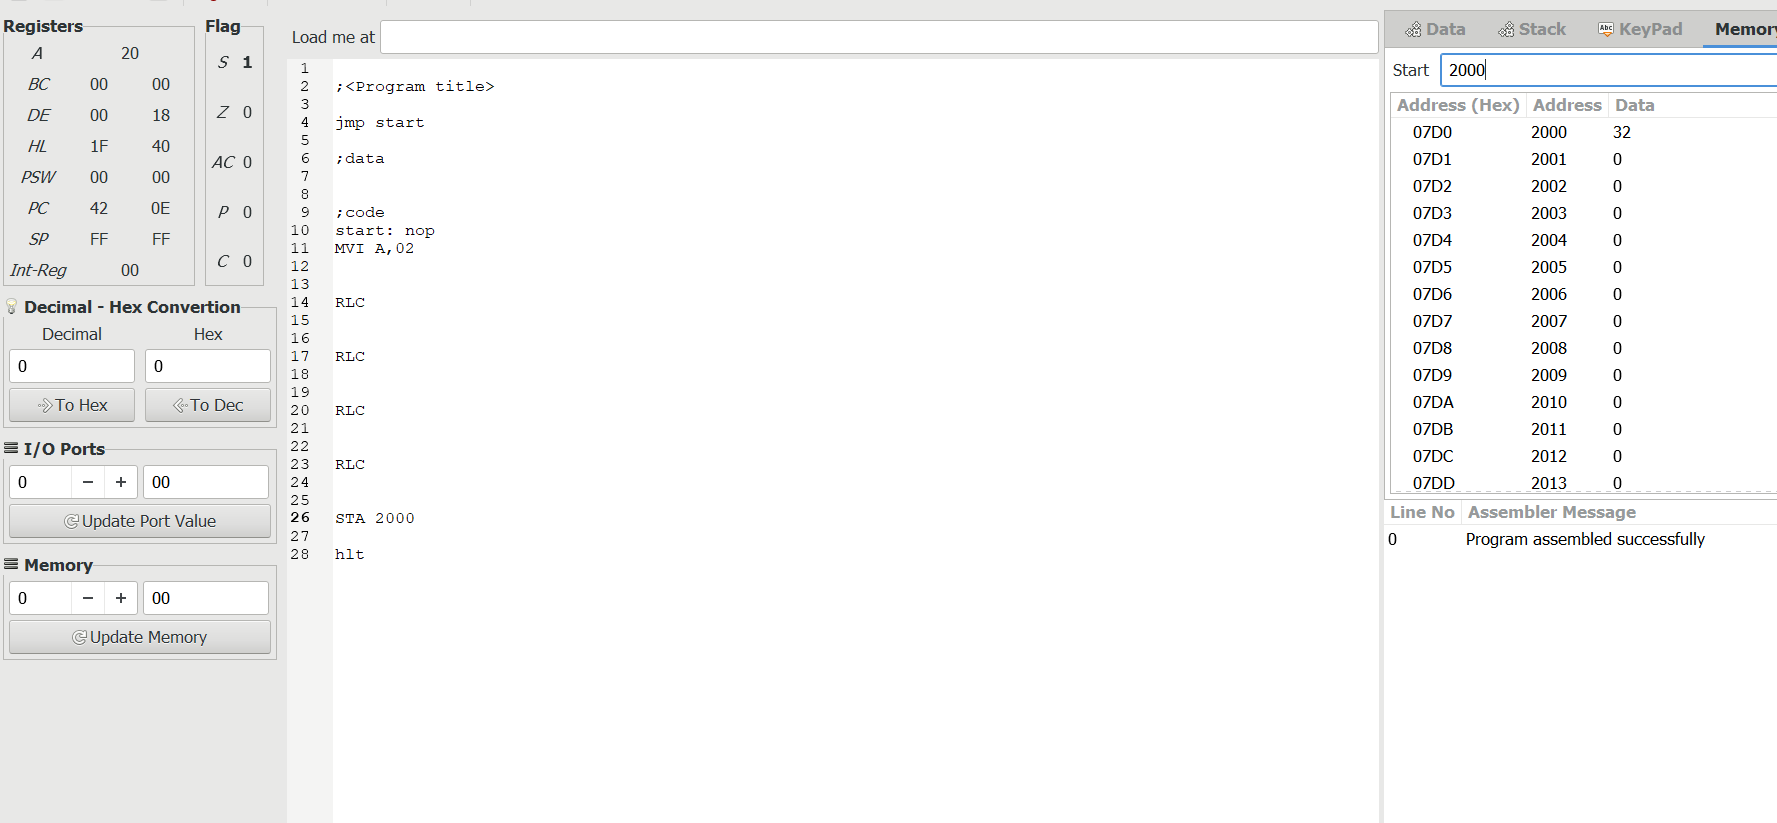 Registers
A 20
BC 00 00
DE 00 18
HL 1F 40
PSW 00 00
PC 42 0E
SP FF FF
Int-Reg 00
Flag
S 1
Z 0
AC 0
P 0
C 0
Decimal - Hex Convertion
Decimal Hex
0 0
To Hex To Dec
I/O Ports
0 − + 00
Update Port Value
Memory
0 − + 00
Update Memory
Load me at
1
2 ;<Program title>
3
4 jmp start
5
6 ;data
7
8
9 ;code
10 start: nop
11 MVI A,02
12
13
14 RLC
15
16
17 RLC
18
19
20 RLC
21
22
23 RLC
24
25
26 STA 2000
27
28 hlt
Data Stack Abc KeyPad Memory
Start 2000
Address (Hex) Address Data
07D0 2000 32
07D1 2001 0
07D2 2002 0
07D3 2003 0
07D4 2004 0
07D5 2005 0
07D6 2006 0
07D7 2007 0
07D8 2008 0
07D9 2009 0
07DA 2010 0
07DB 2011 0
07DC 2012 0
07DD 2013 0
Line No Assembler Message
0 Program assembled successfully